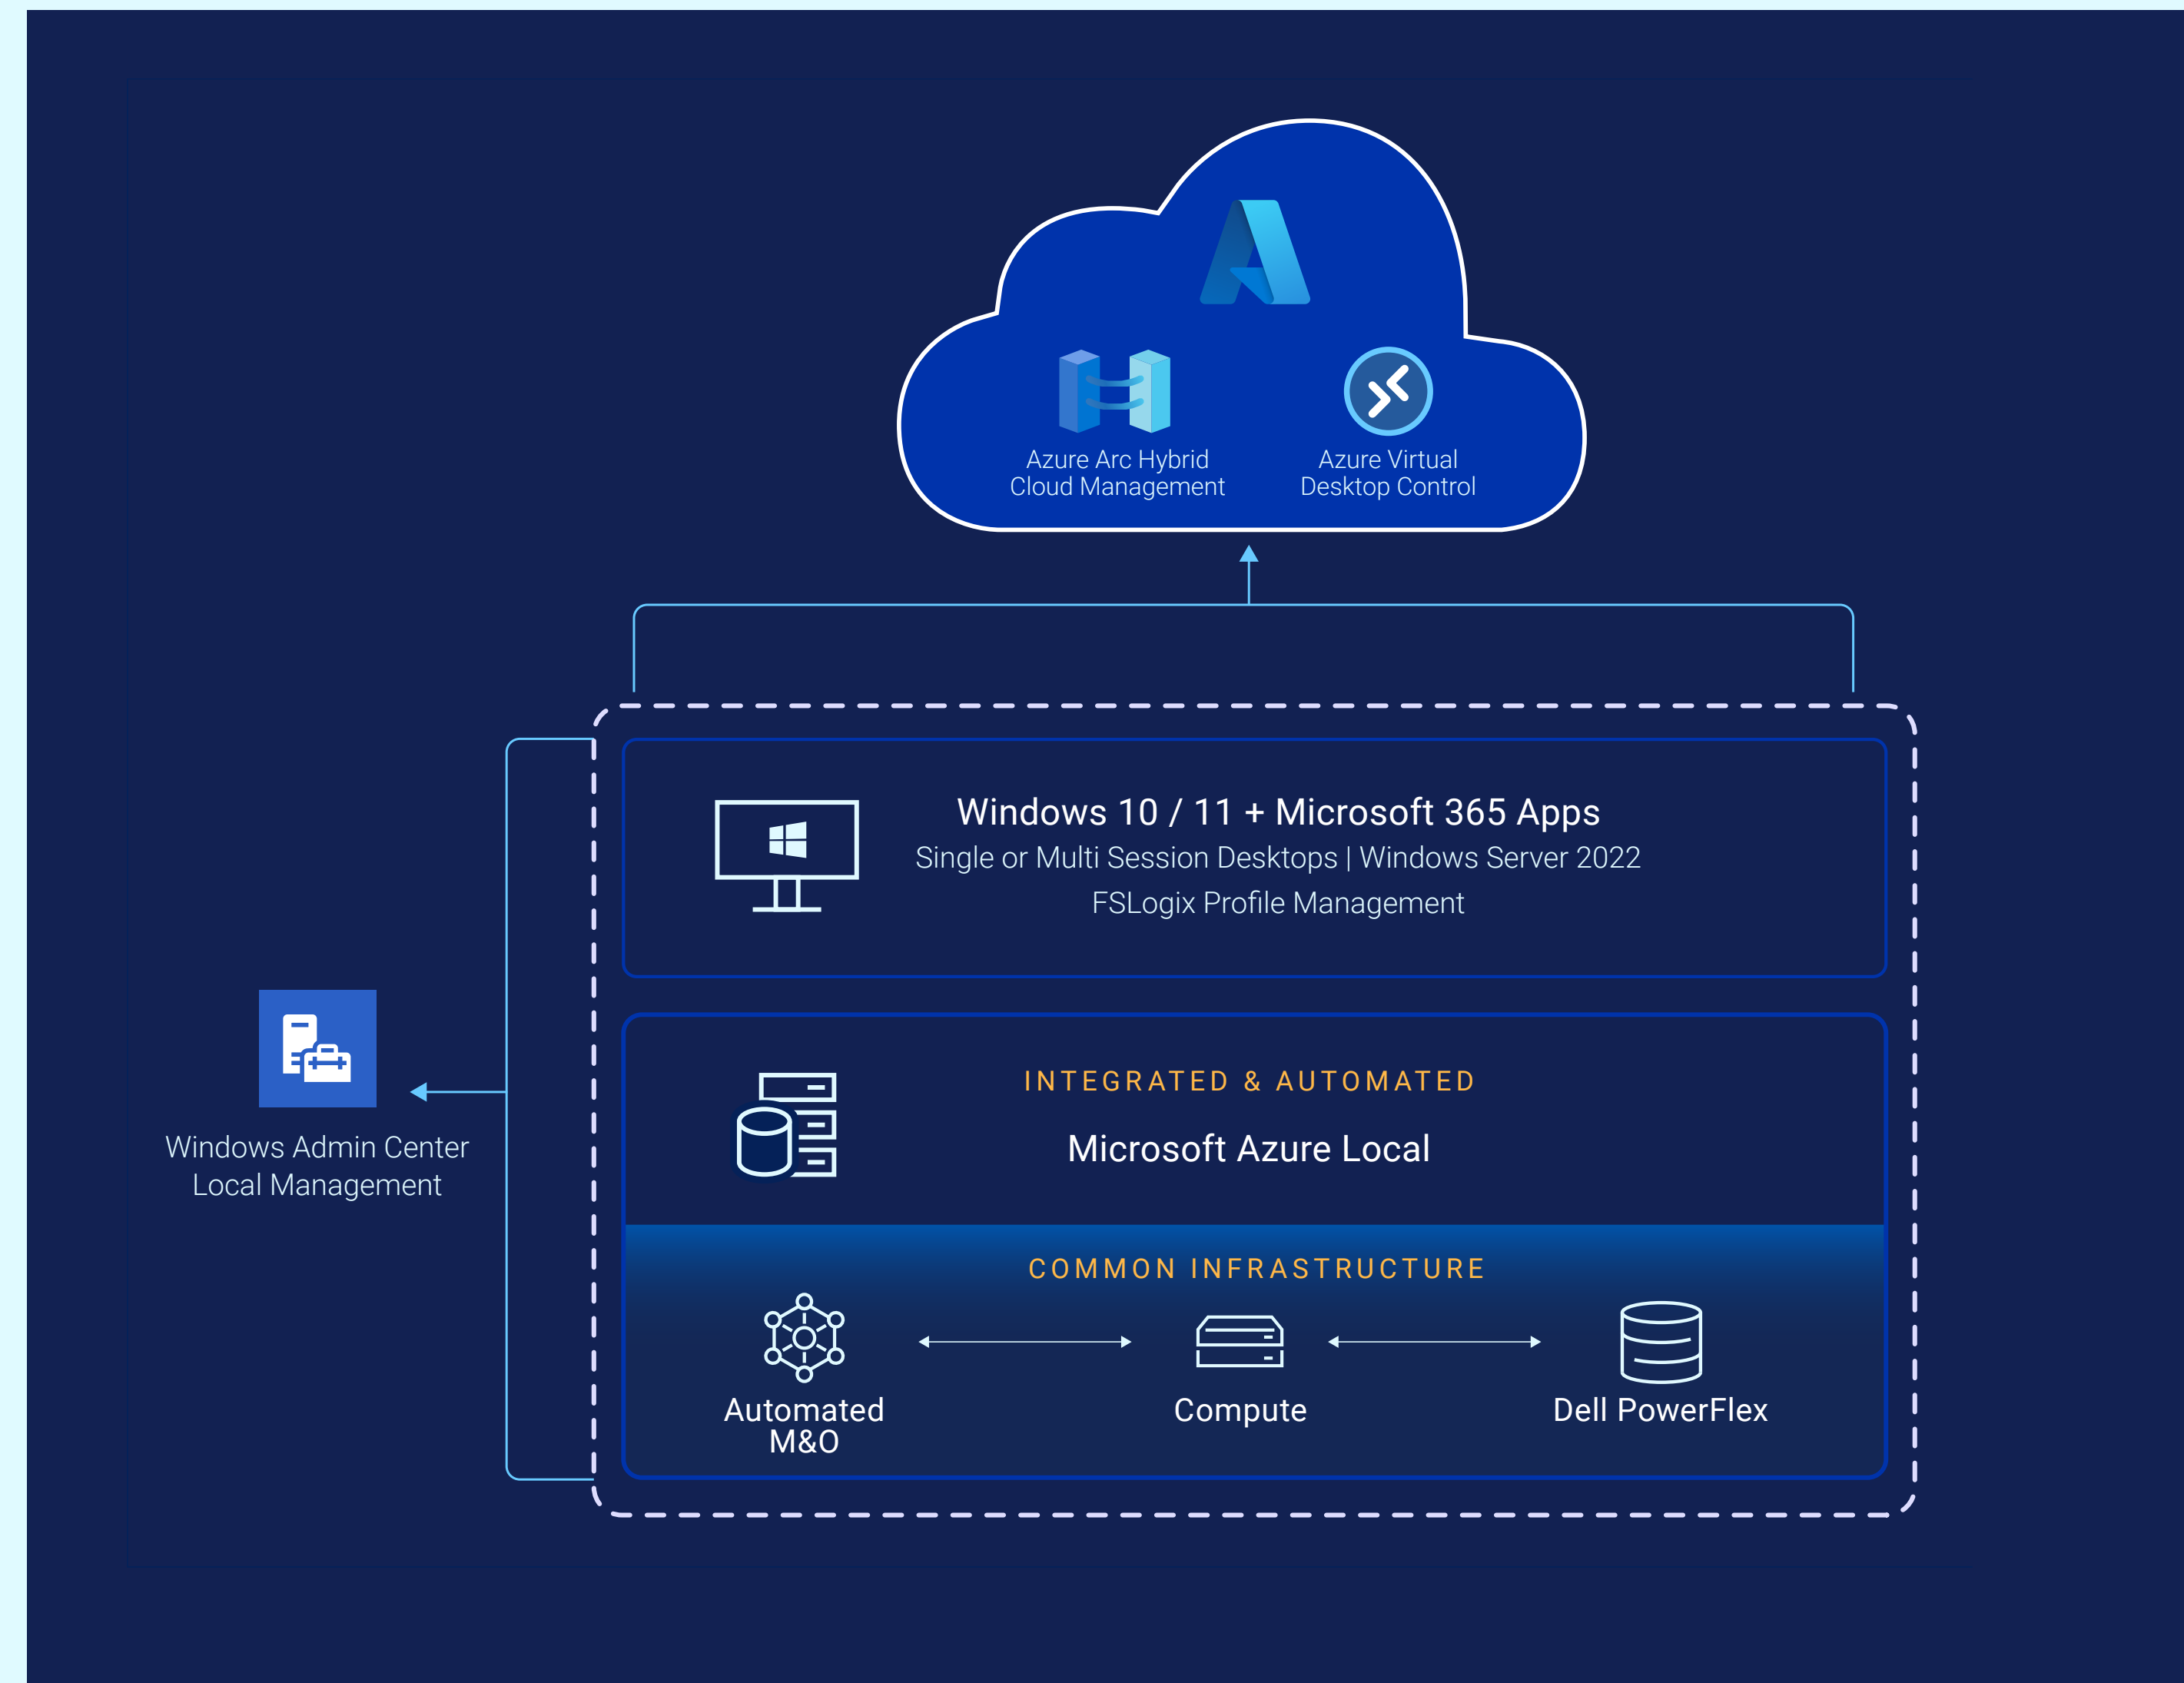 Azure Arc Hybrid
Cloud Management
Azure Virtual
Desktop Control
Windows 10 / 11 + Microsoft 365 Apps
Single or Multi Session Desktops | Windows Server 2022
FSLogix Profile Management
Windows Admin Center
Local Management
INTEGRATED & AUTOMATED
Microsoft Azure Local
COMMON INFRASTRUCTURE
Automated
M&O
Compute
Dell PowerFlex